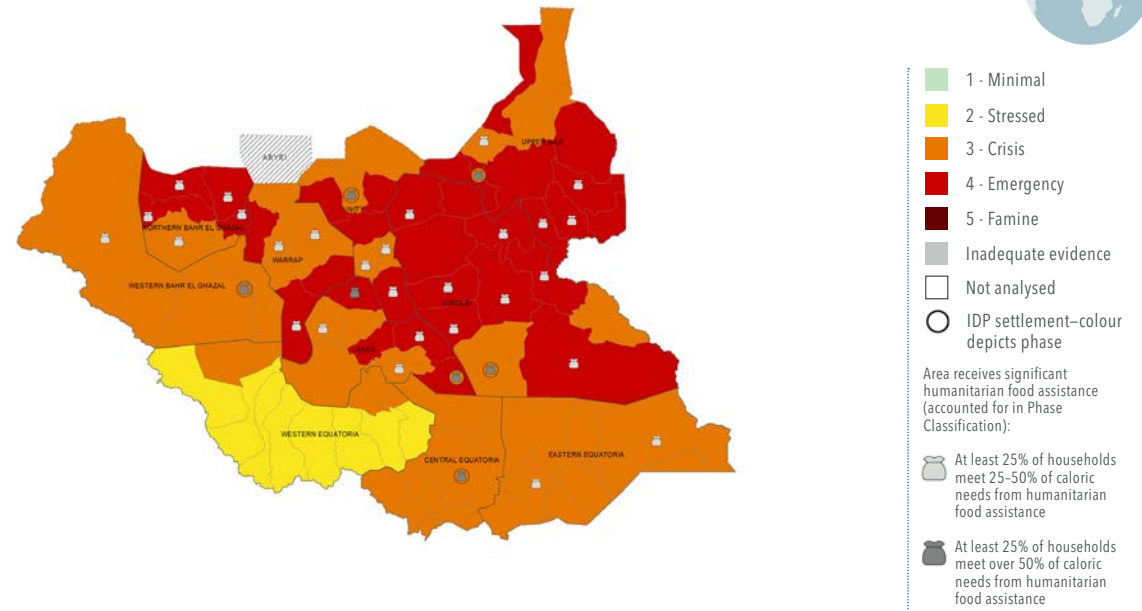 ABYEI
UPPER NILE
UNITY
NORTHERN BAHR EL GHAZAL
WARRAP
WESTERN BAHR EL GHAZAL
JONGLEI
LAKES
WESTERN EQUATORIA
CENTRAL EQUATORIA
EASTERN EQUATORIA
1 - Minimal
2 - Stressed
3 - Crisis
4 - Emergency
5 - Famine
Inadequate evidence
Not analysed
IDP settlement–colour
depicts phase
Area receives significant
humanitarian food assistance
(accounted for in Phase
Classification):
At least 25% of households
meet 25–50% of caloric
needs from humanitarian
food assistance
At least 25% of households
meet over 50% of caloric
needs from humanitarian
food assistance